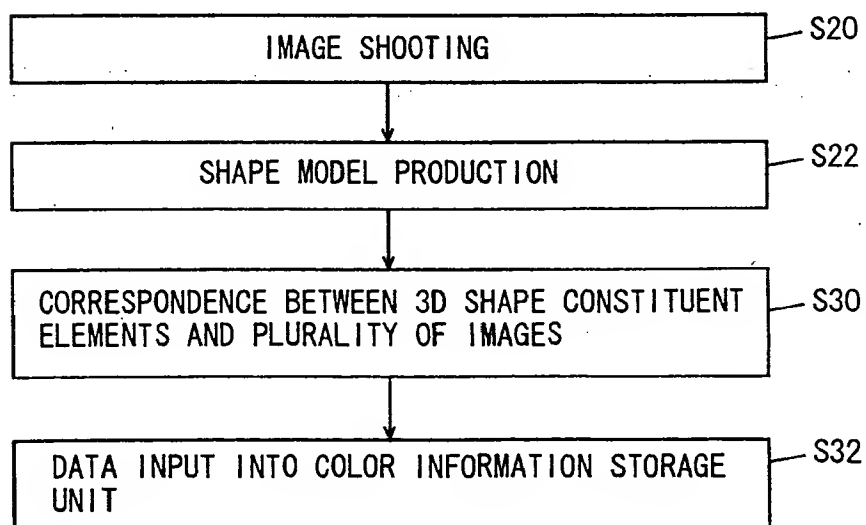 IMAGE SHOOTING
S20
SHAPE MODEL PRODUCTION
S22
CORRESPONDENCE BETWEEN 3D SHAPE CONSTITUENT
ELEMENTS AND PLURALITY OF IMAGES
S30
DATA INPUT INTO COLOR INFORMATION STORAGE
UNIT
S32